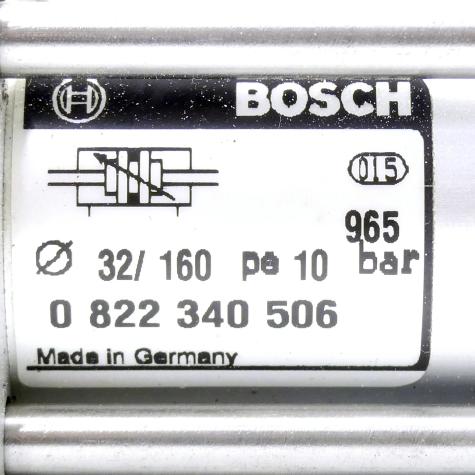 BOSCH
015
965
Ø 32/ 160 pe 10 bar
0 822 340 506
Made in Germany